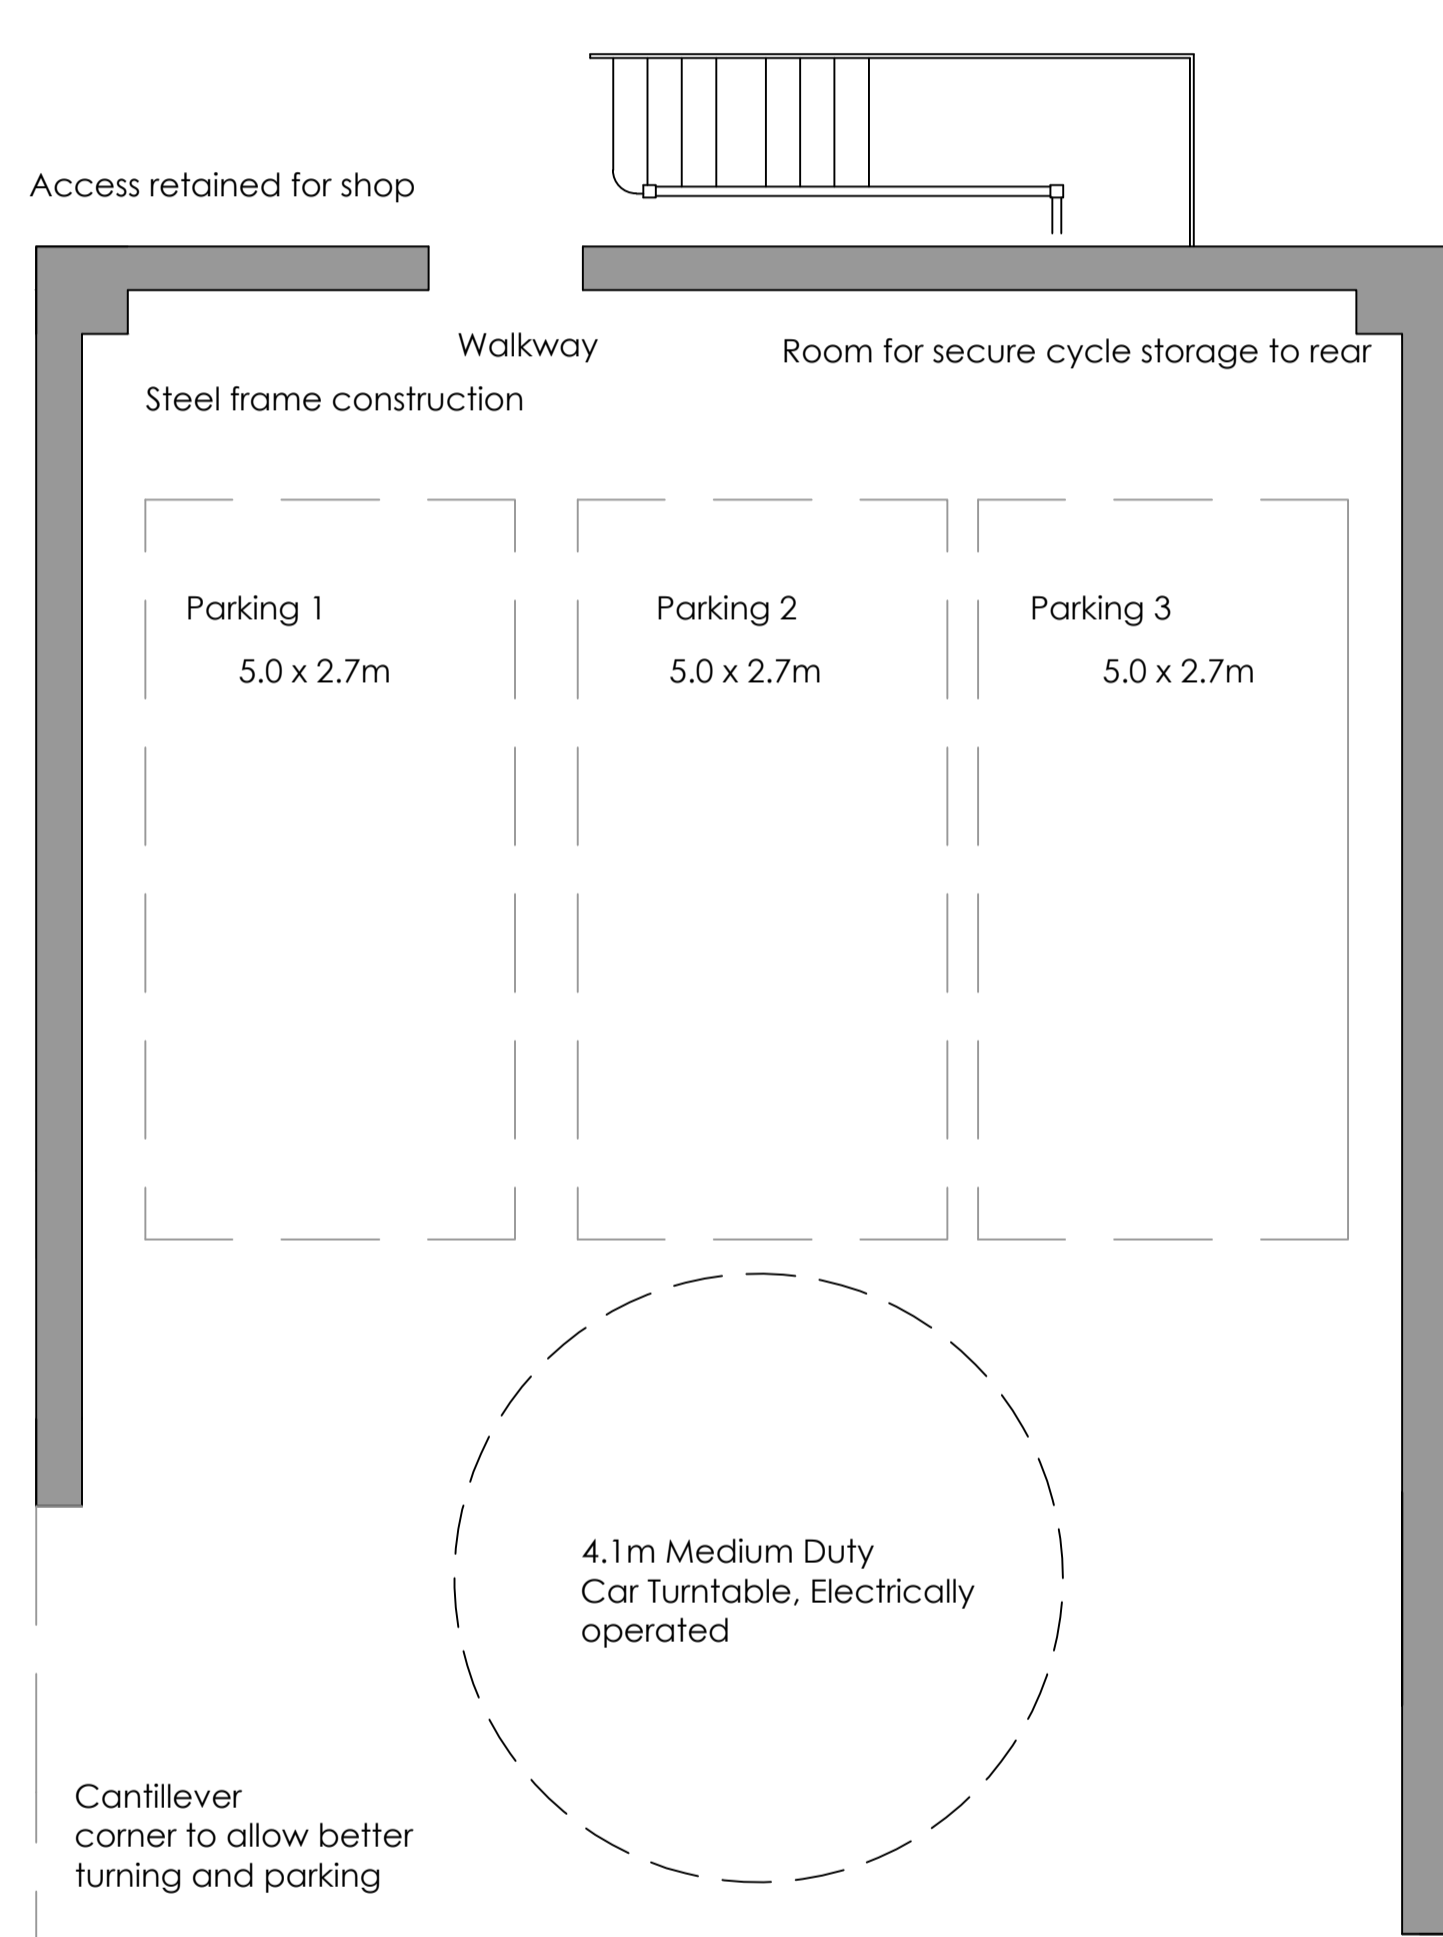 Access retained for shop
Walkway
Room for secure cycle storage to rear
Steel frame construction
Parking 1
5.0 x 2.7m
Parking 2
5.0 x 2.7m
Parking 3
5.0 x 2.7m
4.1m Medium Duty
Car Turntable, Electrically
operated
Cantillever
corner to allow better
turning and parking